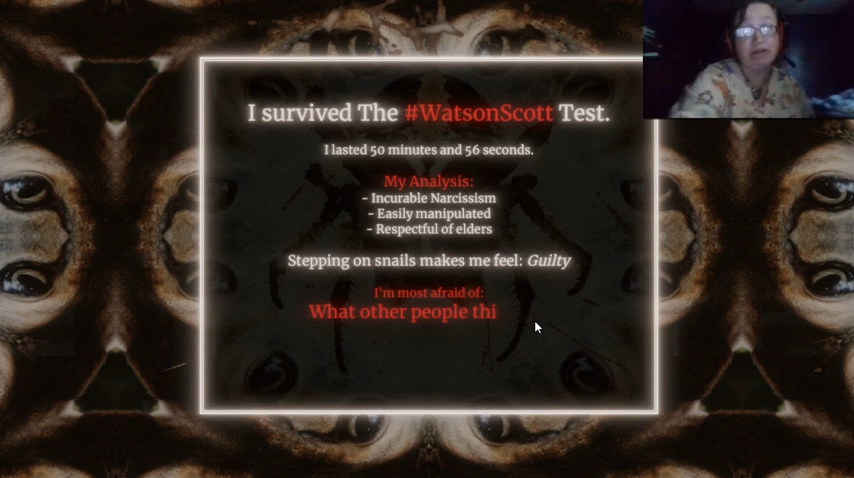 I survived The #WatsonScott Test.
I lasted 50 minutes and 56 seconds.
My Analysis:
- Incurable Narcissism
- Easily manipulated
- Respectful of elders
Stepping on snails makes me feel: Guilty
I'm most afraid of:
What other people thi